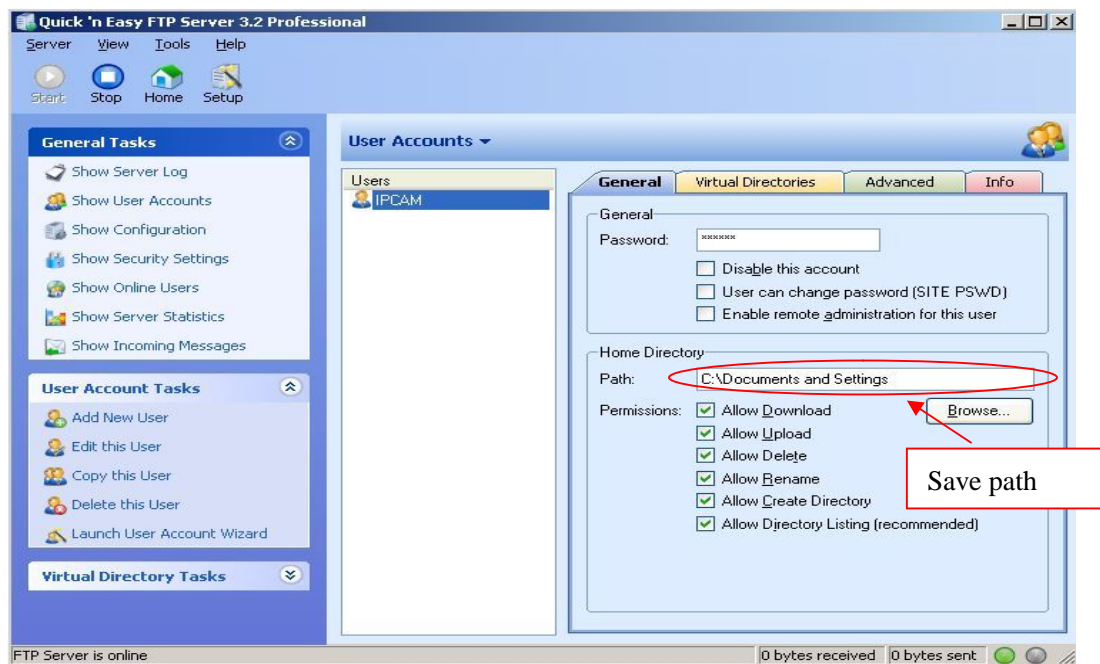 Quick 'n Easy FTP Server 3.2 Professional
Server View Tools Help
Start Stop Home Setup
General Tasks
Show Server Log
Show User Accounts
Show Configuration
Show Security Settings
Show Online Users
Show Server Statistics
Show Incoming Messages
User Account Tasks
Add New User
Edit this User
Copy this User
Delete this User
Launch User Account Wizard
Virtual Directory Tasks
User Accounts
Users
IPCAM
General Virtual Directories Advanced Info
General
Password: ××××××
Disable this account
User can change password (SITE PSWD)
Enable remote administration for this user
Home Directory
Path: C:\Documents and Settings
Permissions: Allow Download Browse...
Allow Upload
Allow Delete
Allow Rename
Allow Create Directory
Allow Directory Listing (recommended)
Save path
FTP Server is online 0 bytes received 0 bytes sent